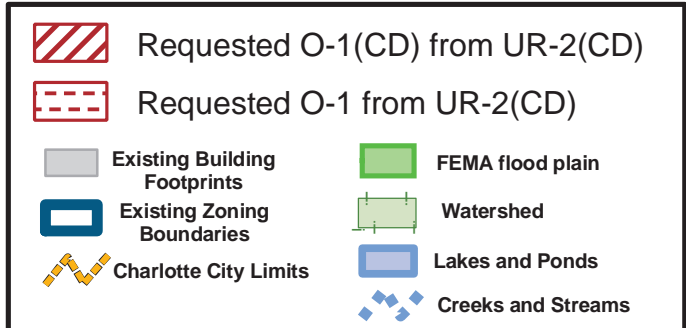 Requested O-1(CD) from UR-2(CD)
Requested O-1 from UR-2(CD)
Existing Building
Footprints
Existing Zoning
Boundaries
Charlotte City Limits
FEMA flood plain
Watershed
Lakes and Ponds
Creeks and Streams